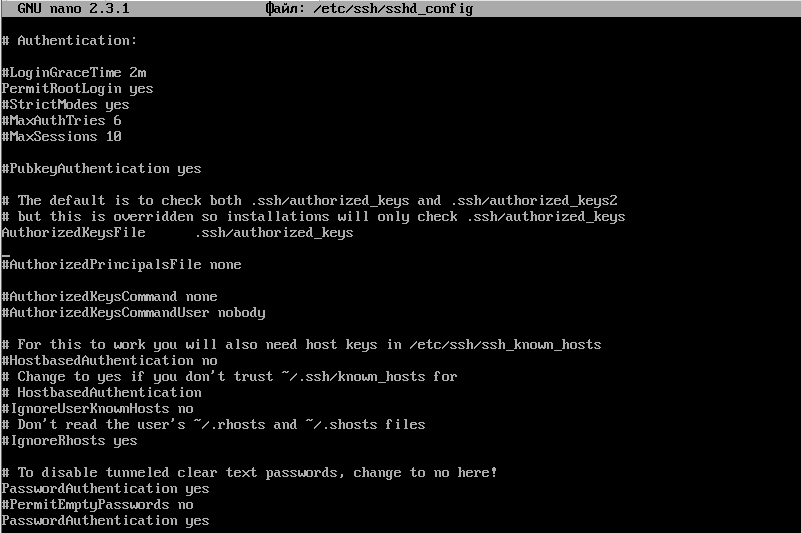 GNU nano 2.3.1 Файл: /etc/ssh/sshd_config
# Authentication:
#LoginGraceTime 2m
PermitRootLogin yes
#StrictModes yes
#MaxAuthTries 6
#MaxSessions 10
#PubkeyAuthentication yes
# The default is to check both .ssh/authorized_keys and .ssh/authorized_keys2
# but this is overridden so installations will only check .ssh/authorized_keys
AuthorizedKeysFile .ssh/authorized_keys
#AuthorizedPrincipalsFile none
#AuthorizedKeysCommand none
#AuthorizedKeysCommandUser nobody
# For this to work you will also need host keys in /etc/ssh/ssh_known_hosts
#HostbasedAuthentication no
# Change to yes if you don't trust ~/.ssh/known_hosts for
# HostbasedAuthentication
#IgnoreUserKnownHosts no
# Don't read the user's ~/.rhosts and ~/.shosts files
#IgnoreRhosts yes
# To disable tunneled clear text passwords, change to no here!
PasswordAuthentication yes
#PermitEmptyPasswords no
PasswordAuthentication yes